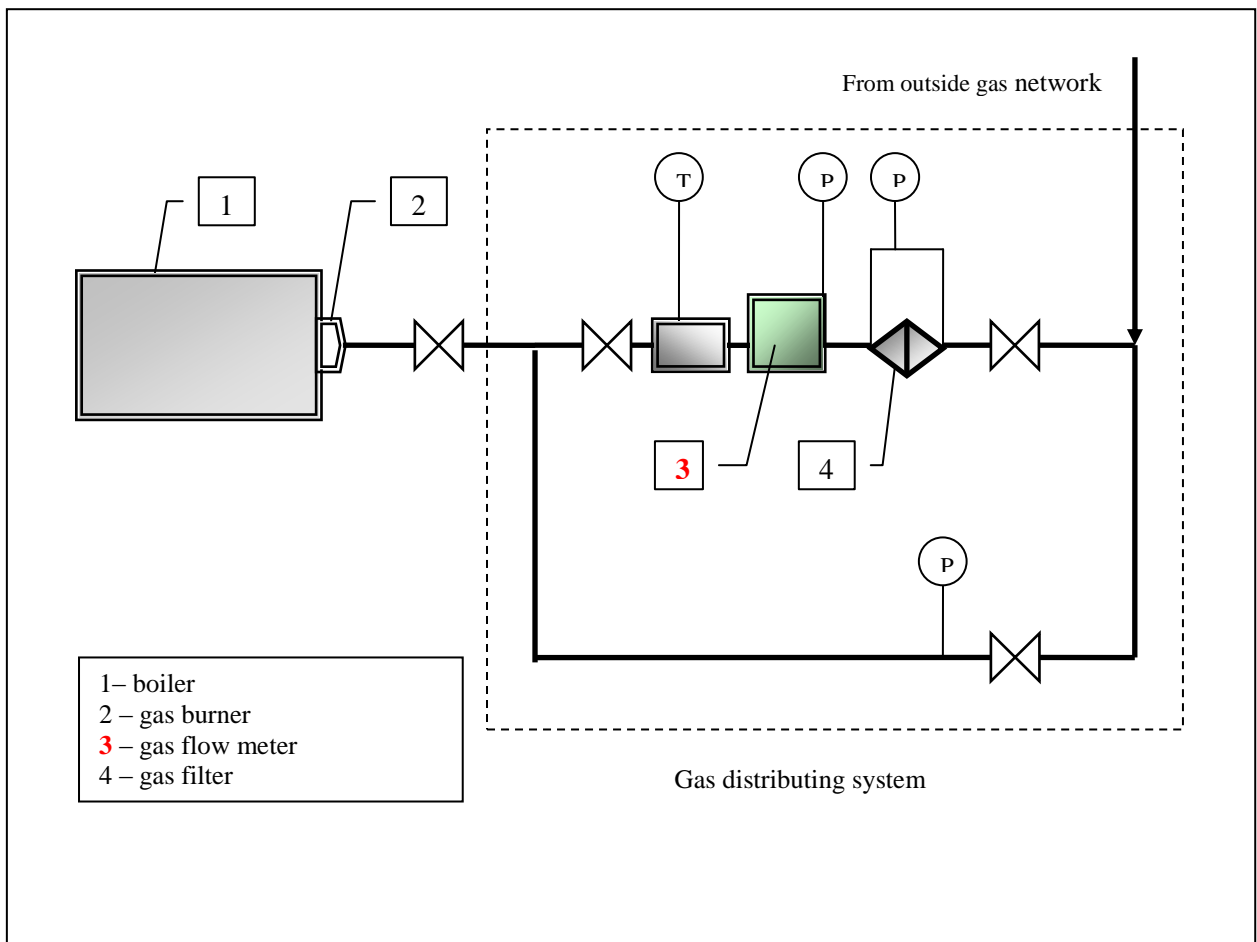 From outside gas network
T
P
P
1
2
3
4
P
1– boiler
2 – gas burner
3 – gas flow meter
4 – gas filter
Gas distributing system